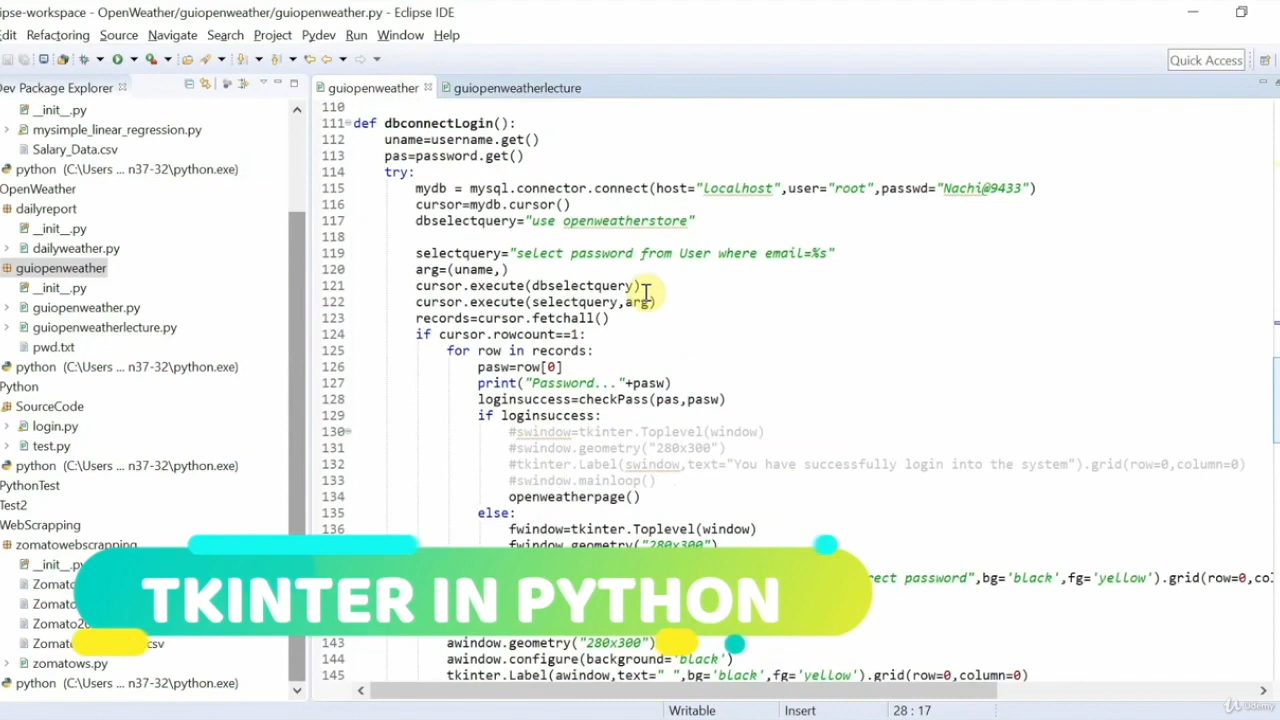 ipse-workspace - OpenWeather/guiopenweather/guiopenweather.py - Eclipse IDE
Edit Refactoring Source Navigate Search Project Pydev Run Window Help
Quick Access
Dev Package Explorer
__init__.py
mysimple_linear_regression.py
Salary_Data.csv
python (C:\Users ... n37-32\python.exe)
OpenWeather
dailyreport
__init__.py
dailyweather.py
guiopenweather
__init__.py
guiopenweather.py
guiopenweatherlecture.py
pwd.txt
python (C:\Users ... n37-32\python.exe)
Python
SourceCode
login.py
test.py
python (C:\Users ... n37-32\python.exe)
PythonTest
Test2
WebScrapping
zomatowebscrapping
__init__.py
Zomato
Zomato
Zomato20
Zomato csv
zomatows.py
python (C:\Users ... n37-32\python.exe)
guiopenweather guiopenweatherlecture
110
111 def dbconnectLogin():
112 uname=username.get()
113 pas=password.get()
114 try:
115 mydb = mysql.connector.connect(host="localhost",user="root",passwd="Nachi@9433")
116 cursor=mydb.cursor()
117 dbselectquery="use openweatherstore"
118
119 selectquery="select password from User where email=%s"
120 arg=(uname,)
121 cursor.execute(dbselectquery)
122 cursor.execute(selectquery,arg)
123 records=cursor.fetchall()
124 if cursor.rowcount==1:
125 for row in records:
126 pasw=row[0]
127 print("Password..."+pasw)
128 loginsuccess=checkPass(pas,pasw)
129 if loginsuccess:
130 #swindow=tkinter.Toplevel(window)
131 #swindow.geometry("280x300")
132 #tkinter.Label(swindow,text="You have successfully login into the system").grid(row=0,column=0)
133 #swindow.mainloop()
134 openweatherpage()
135 else:
136 fwindow=tkinter.Toplevel(window)
fwindow.geometry("280x300")
ect password",bg='black',fg='yellow').grid(row=0,col
143 awindow.geometry("280x300")
144 awindow.configure(background='black')
145 tkinter.Label(awindow,text=" ",bg='black',fg='yellow').grid(row=0,column=0)
TKINTER IN PYTHON
Writable Insert 28 : 17
Udemy